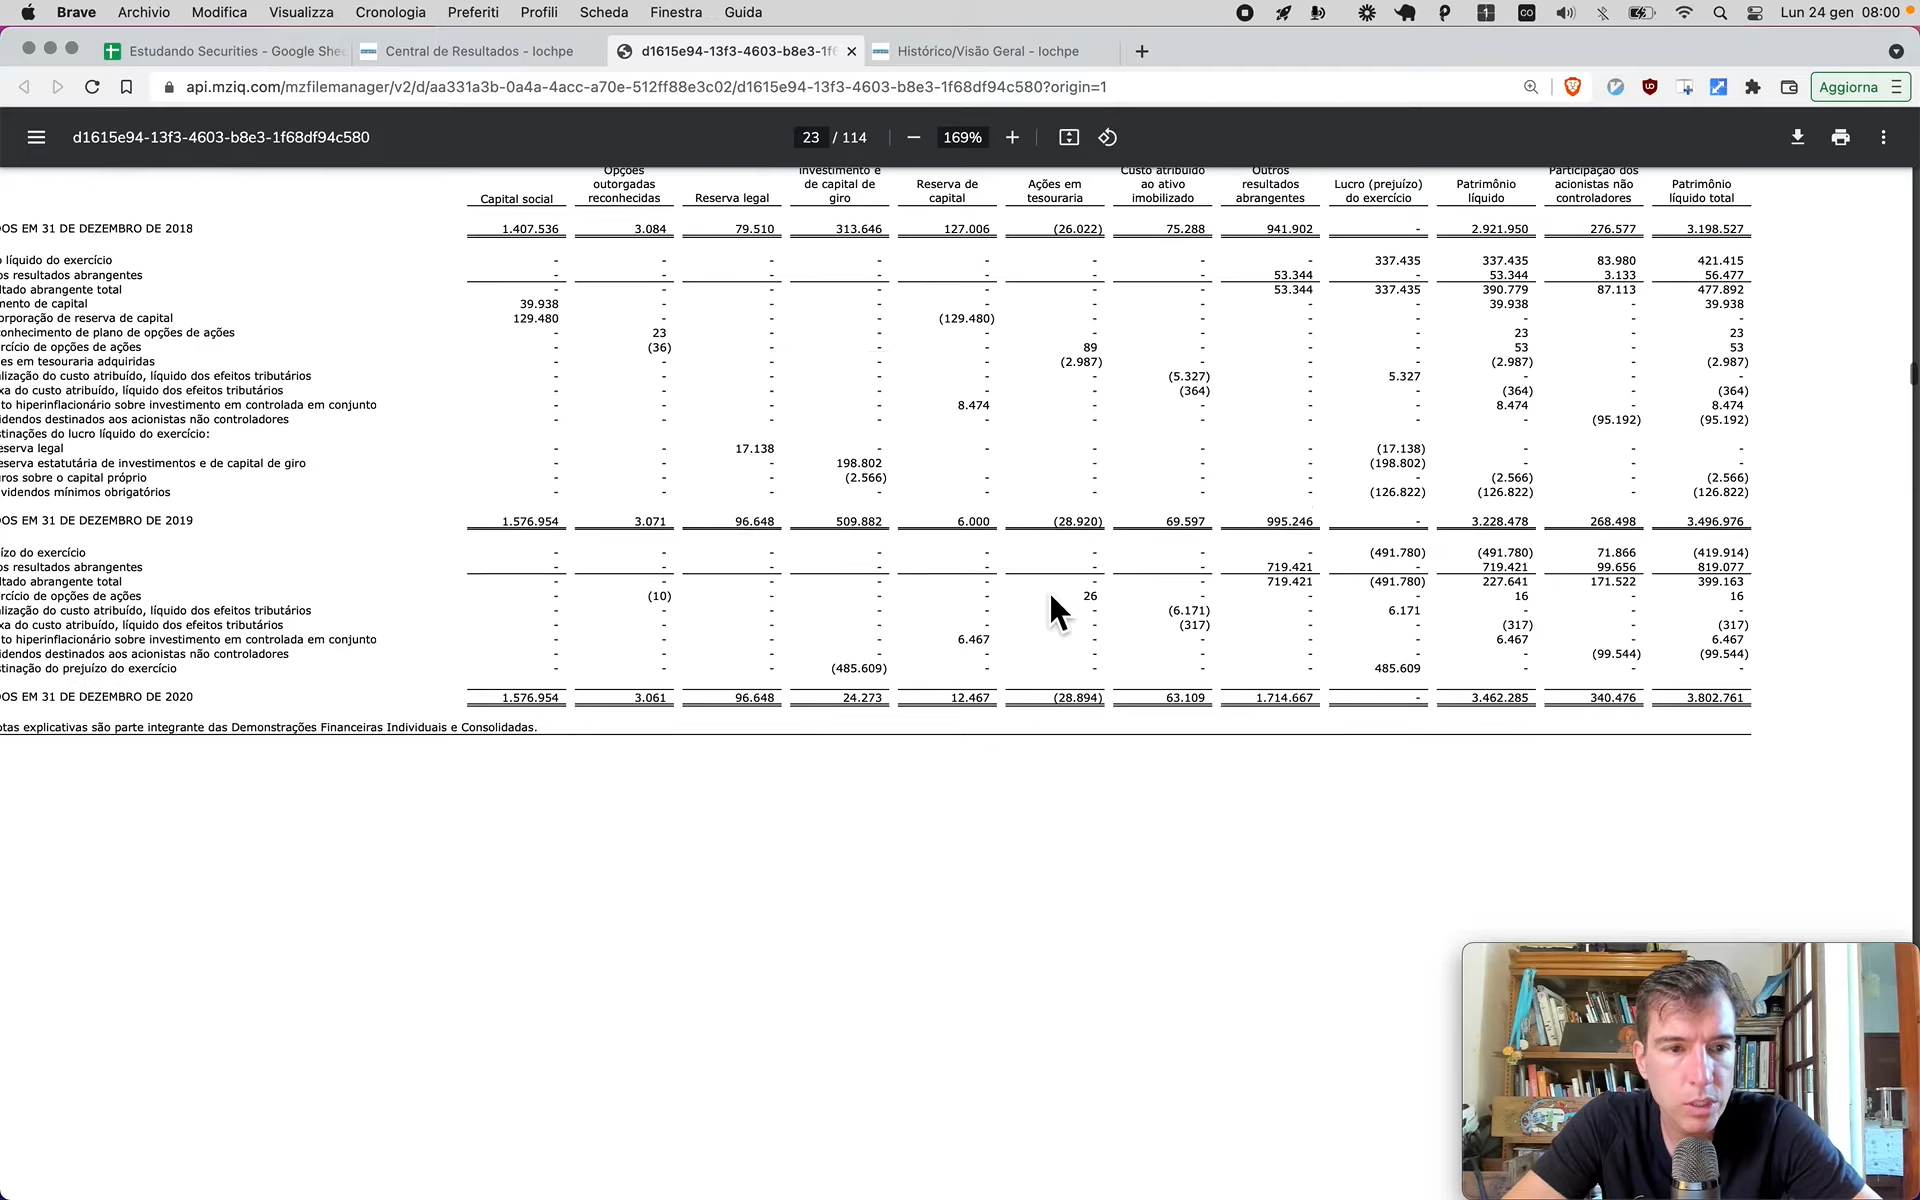 Brave Archivio Modifica Visualizza Cronologia Preferiti Profili Scheda Finestra Guida Lun 24 gen 08:00
Estudando Securities - Google She Central de Resultados - Iochpe d1615e94-13f3-4603-b8e3-1f6 Histórico/Visão Geral - Iochpe
api.mziq.com/mzfilemanager/v2/d/aa331a3b-0a4a-4acc-a70e-512ff88e3c02/d1615e94-13f3-4603-b8e3-1f68df94c580?origin=1 Aggiorna
d1615e94-13f3-4603-b8e3-1f68df94c580 23 / 114 169%
Opções investimento e Custo atribuído Outros Participação dos
outorgadas de capital de Reserva de Ações em ao ativo resultados Lucro (prejuízo) Patrimônio acionistas não Patrimônio
Capital social reconhecidas Reserva legal giro capital tesouraria imobilizado abrangentes do exercício líquido controladores líquido total
OS EM 31 DE DEZEMBRO DE 2018 1.407.536 3.084 79.510 313.646 127.006 (26.022) 75.288 941.902 - 2.921.950 276.577 3.198.527
o líquido do exercício - - - - - - - - 337.435 337.435 83.980 421.415
os resultados abrangentes - - - - - - - 53.344 - 53.344 3.133 56.477
ltado abrangente total - - - - - - - 53.344 337.435 390.779 87.113 477.892
mento de capital 39.938 - - - - - - - - 39.938 - 39.938
orporação de reserva de capital 129.480 - - - (129.480) - - - - - - -
onhecimento de plano de opções de ações - 23 - - - - - - - 23 - 23
rcício de opções de ações - (36) - - - 89 - - - 53 - 53
es em tesouraria adquiridas - - - - - (2.987) - - - (2.987) - (2.987)
lização do custo atribuído, líquido dos efeitos tributários - - - - - - (5.327) - 5.327 - - -
xa do custo atribuído, líquido dos efeitos tributários - - - - - - (364) - - (364) - (364)
to hiperinflacionário sobre investimento em controlada em conjunto - - - - 8.474 - - - - 8.474 - 8.474
idendos destinados aos acionistas não controladores - - - - - - - - - - (95.192) (95.192)
stinações do lucro líquido do exercício:
eserva legal - - 17.138 - - - - - (17.138) - - -
eserva estatutária de investimentos e de capital de giro - - - 198.802 - - - - (198.802) - - -
ros sobre o capital próprio - - - (2.566) - - - - - (2.566) - (2.566)
videndos mínimos obrigatórios - - - - - - - - (126.822) (126.822) - (126.822)
OS EM 31 DE DEZEMBRO DE 2019 1.576.954 3.071 96.648 509.882 6.000 (28.920) 69.597 995.246 - 3.228.478 268.498 3.496.976
ízo do exercício - - - - - - - - (491.780) (491.780) 71.866 (419.914)
os resultados abrangentes - - - - - - - 719.421 - 719.421 99.656 819.077
ltado abrangente total - - - - - - - 719.421 (491.780) 227.641 171.522 399.163
rcício de opções de ações - (10) - - - 26 - - - 16 - 16
lização do custo atribuído, líquido dos efeitos tributários - - - - - - (6.171) - 6.171 - - -
xa do custo atribuído, líquido dos efeitos tributários - - - - - - (317) - - (317) - (317)
to hiperinflacionário sobre investimento em controlada em conjunto - - - - 6.467 - - - - 6.467 - 6.467
idendos destinados aos acionistas não controladores - - - - - - - - - - (99.544) (99.544)
stinação do prejuízo do exercício - - - (485.609) - - - - 485.609 - - -
OS EM 31 DE DEZEMBRO DE 2020 1.576.954 3.061 96.648 24.273 12.467 (28.894) 63.109 1.714.667 - 3.462.285 340.476 3.802.761
otas explicativas são parte integrante das Demonstrações Financeiras Individuais e Consolidadas.